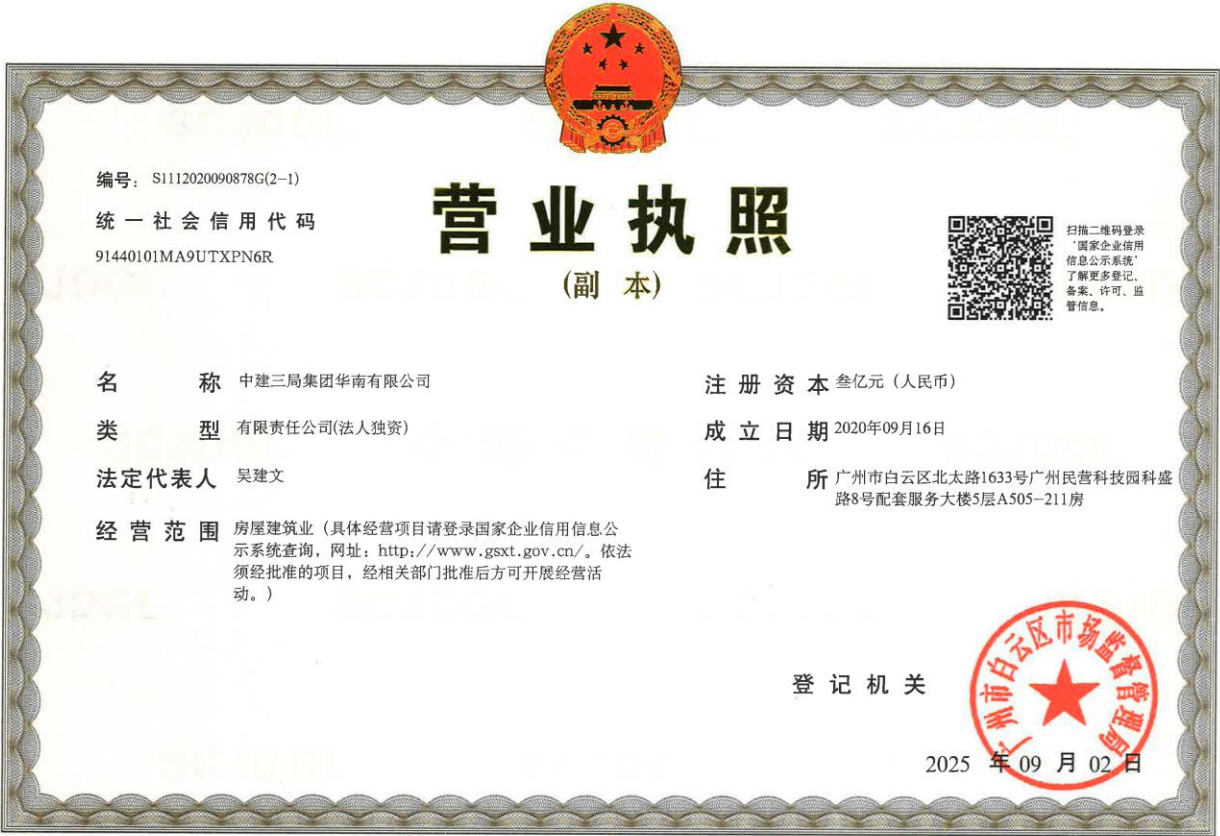 编号：S1112020090878G(2-1)
统一社会信用代码
91440101MA9UTXPN6R
营业执照
(副 本)
扫描二维码登录
‘国家企业信用
信息公示系统’
了解更多登记、
备案、许可、监
管信息。
名 称 中建三局集团华南有限公司
类 型 有限责任公司(法人独资)
法定代表人 吴建文
经营范围 房屋建筑业（具体经营项目请登录国家企业信用信息公
示系统查询，网址：http://www.gsxt.gov.cn/。依法
须经批准的项目，经相关部门批准后方可开展经营活
动。）
注册资本 叁亿元（人民币）
成立日期 2020年09月16日
住 所 广州市白云区北太路1633号广州民营科技园科盛
路8号配套服务大楼5层A505-211房
登记机关
广州市白云区市场监督管理局
2025 年 09 月 02 日